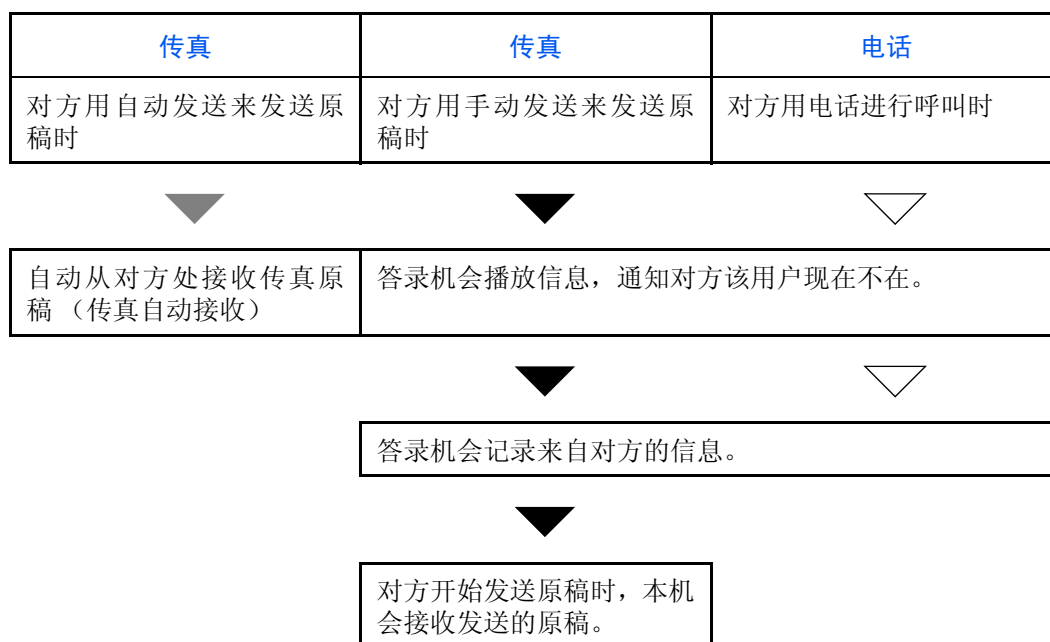 传真
传真
电话
对方用自动发送来发送原
稿时
对方用手动发送来发送原
稿时
对方用电话进行呼叫时
自动从对方处接收传真原
稿 （传真自动接收）
答录机会播放信息，通知对方该用户现在不在。
答录机会记录来自对方的信息。
对方开始发送原稿时，本机
会接收发送的原稿。